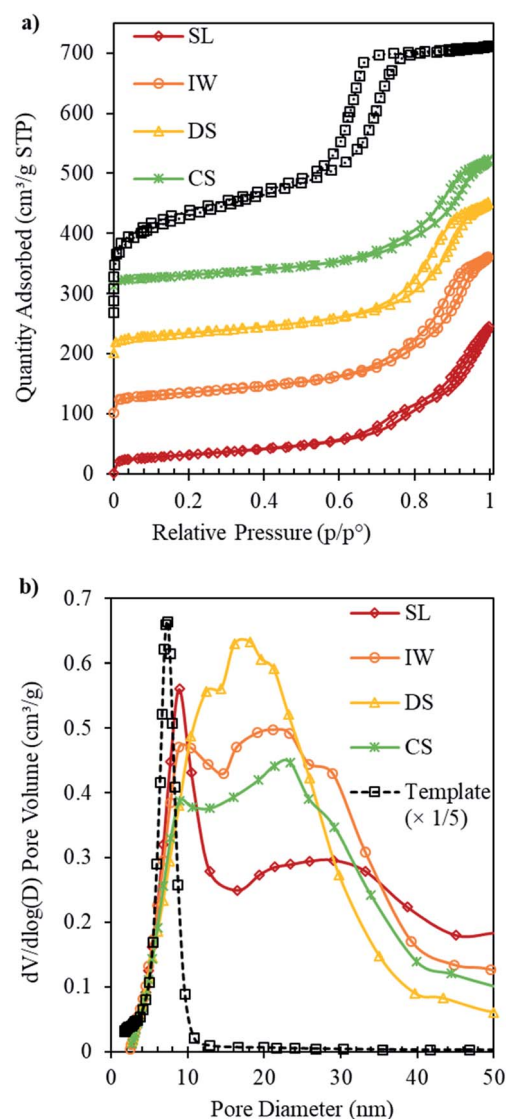 a)
SL
IW
DS
CS
Quantity Adsorbed (cm³/g STP)
700
600
500
400
300
200
100
0
0 0.2 0.4 0.6 0.8 1
Relative Pressure (p/p°)
b)
SL
IW
DS
CS
Template
(× 1/5)
dV/dlog(D) Pore Volume (cm³/g)
0.7
0.6
0.5
0.4
0.3
0.2
0.1
0
0 10 20 30 40 50
Pore Diameter (nm)